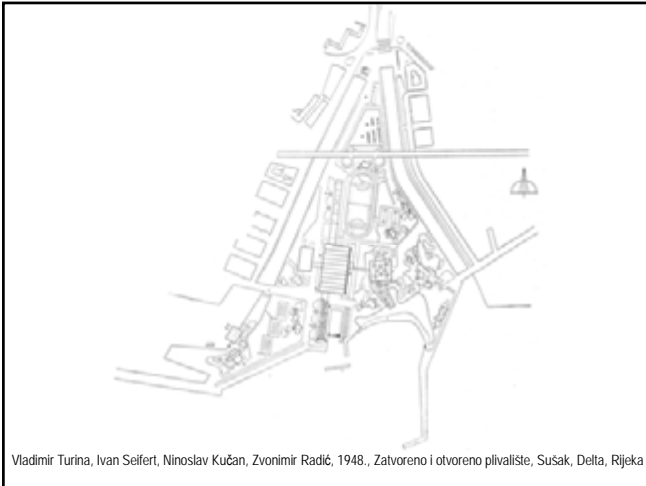 Vladimir Turina, Ivan Seifert, Ninoslav Kučan, Zvonimir Radić, 1948., Zatvoreno i otvoreno plivalište, Sušak, Delta, Rijeka